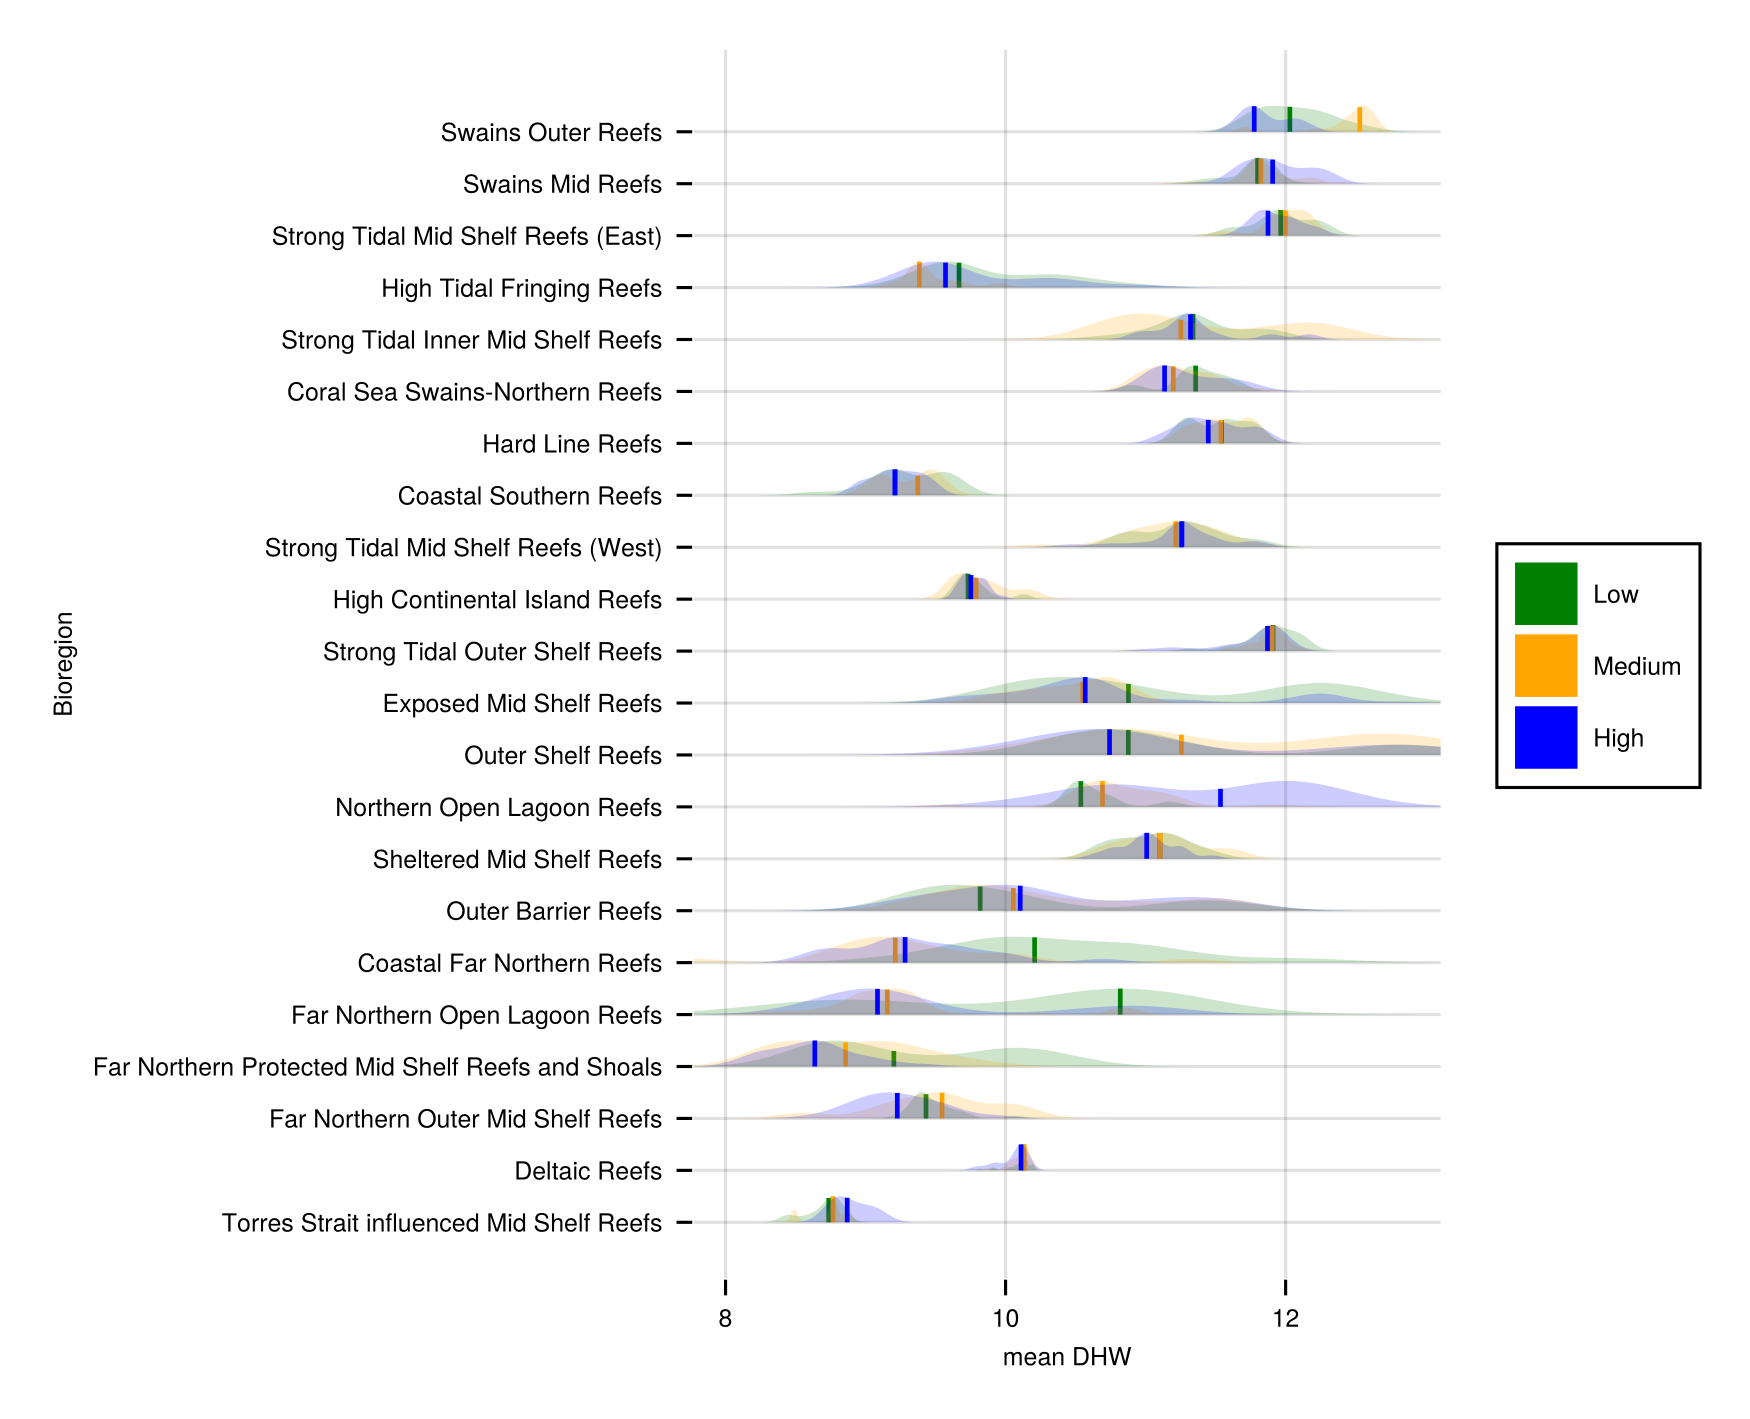 Swains Outer Reefs
Swains Mid Reefs
Strong Tidal Mid Shelf Reefs (East)
High Tidal Fringing Reefs
Strong Tidal Inner Mid Shelf Reefs
Coral Sea Swains-Northern Reefs
Hard Line Reefs
Coastal Southern Reefs
Strong Tidal Mid Shelf Reefs (West)
High Continental Island Reefs
Strong Tidal Outer Shelf Reefs
Exposed Mid Shelf Reefs
Outer Shelf Reefs
Northern Open Lagoon Reefs
Sheltered Mid Shelf Reefs
Outer Barrier Reefs
Coastal Far Northern Reefs
Far Northern Open Lagoon Reefs
Far Northern Protected Mid Shelf Reefs and Shoals
Far Northern Outer Mid Shelf Reefs
Deltaic Reefs
Torres Strait influenced Mid Shelf Reefs
Bioregion
8 10 12
mean DHW
Low
Medium
High